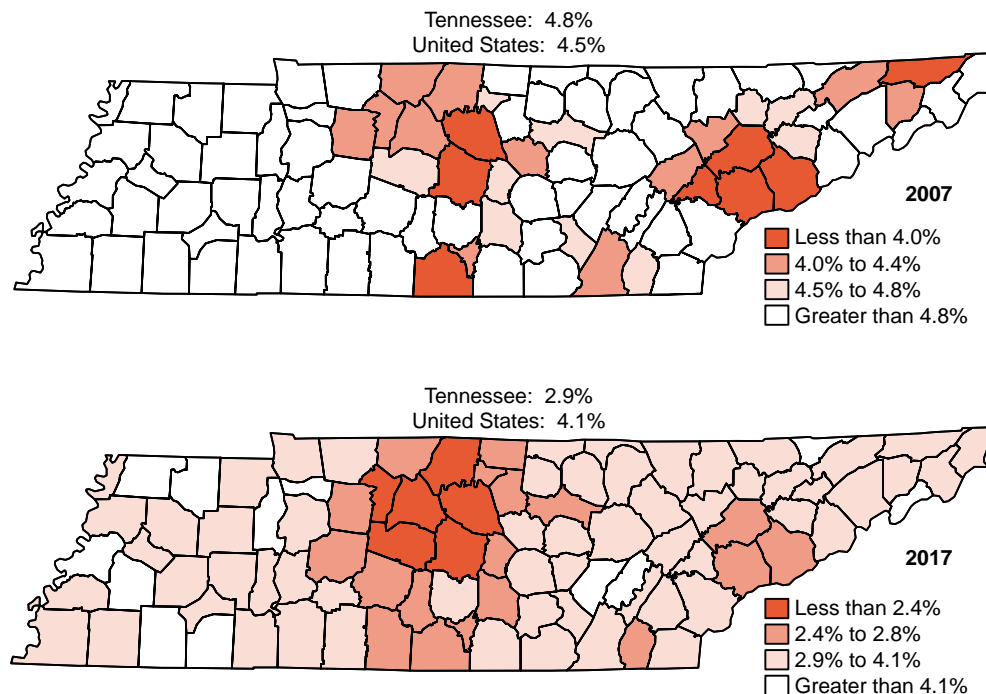 Tennessee: 4.8%
United States: 4.5%
2007
Less than 4.0%
4.0% to 4.4%
4.5% to 4.8%
Greater than 4.8%
Tennessee: 2.9%
United States: 4.1%
2017
Less than 2.4%
2.4% to 2.8%
2.9% to 4.1%
Greater than 4.1%